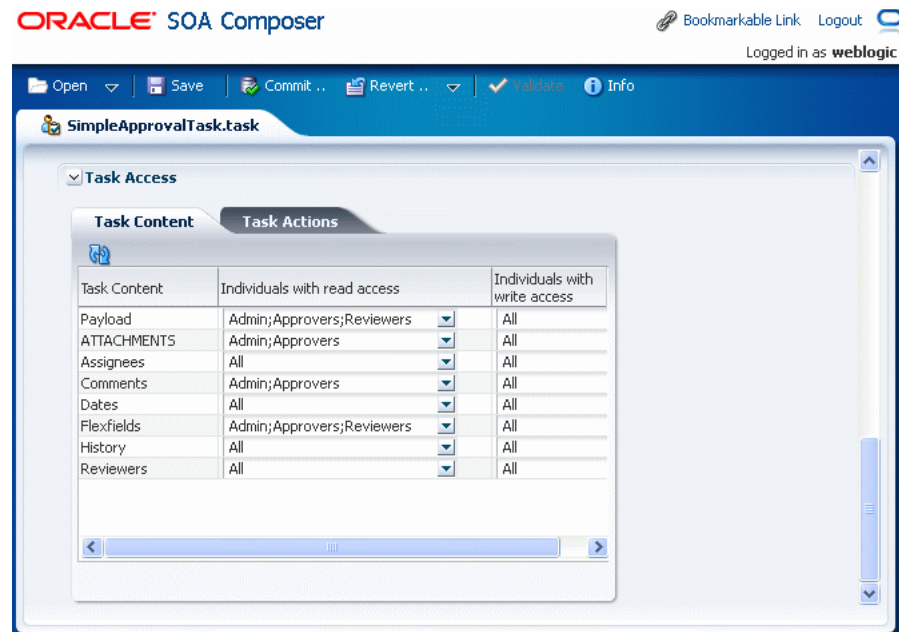 ORACLE SOA Composer
Bookmarkable Link Logout
Logged in as weblogic
Open Save Commit .. Revert .. Validate Info
SimpleApprovalTask.task
Task Access
Task Content Task Actions
Task Content Individuals with read access Individuals with write access
Payload Admin;Approvers;Reviewers All
ATTACHMENTS Admin;Approvers All
Assignees All All
Comments Admin;Approvers All
Dates All All
Flexfields Admin;Approvers;Reviewers All
History All All
Reviewers All All